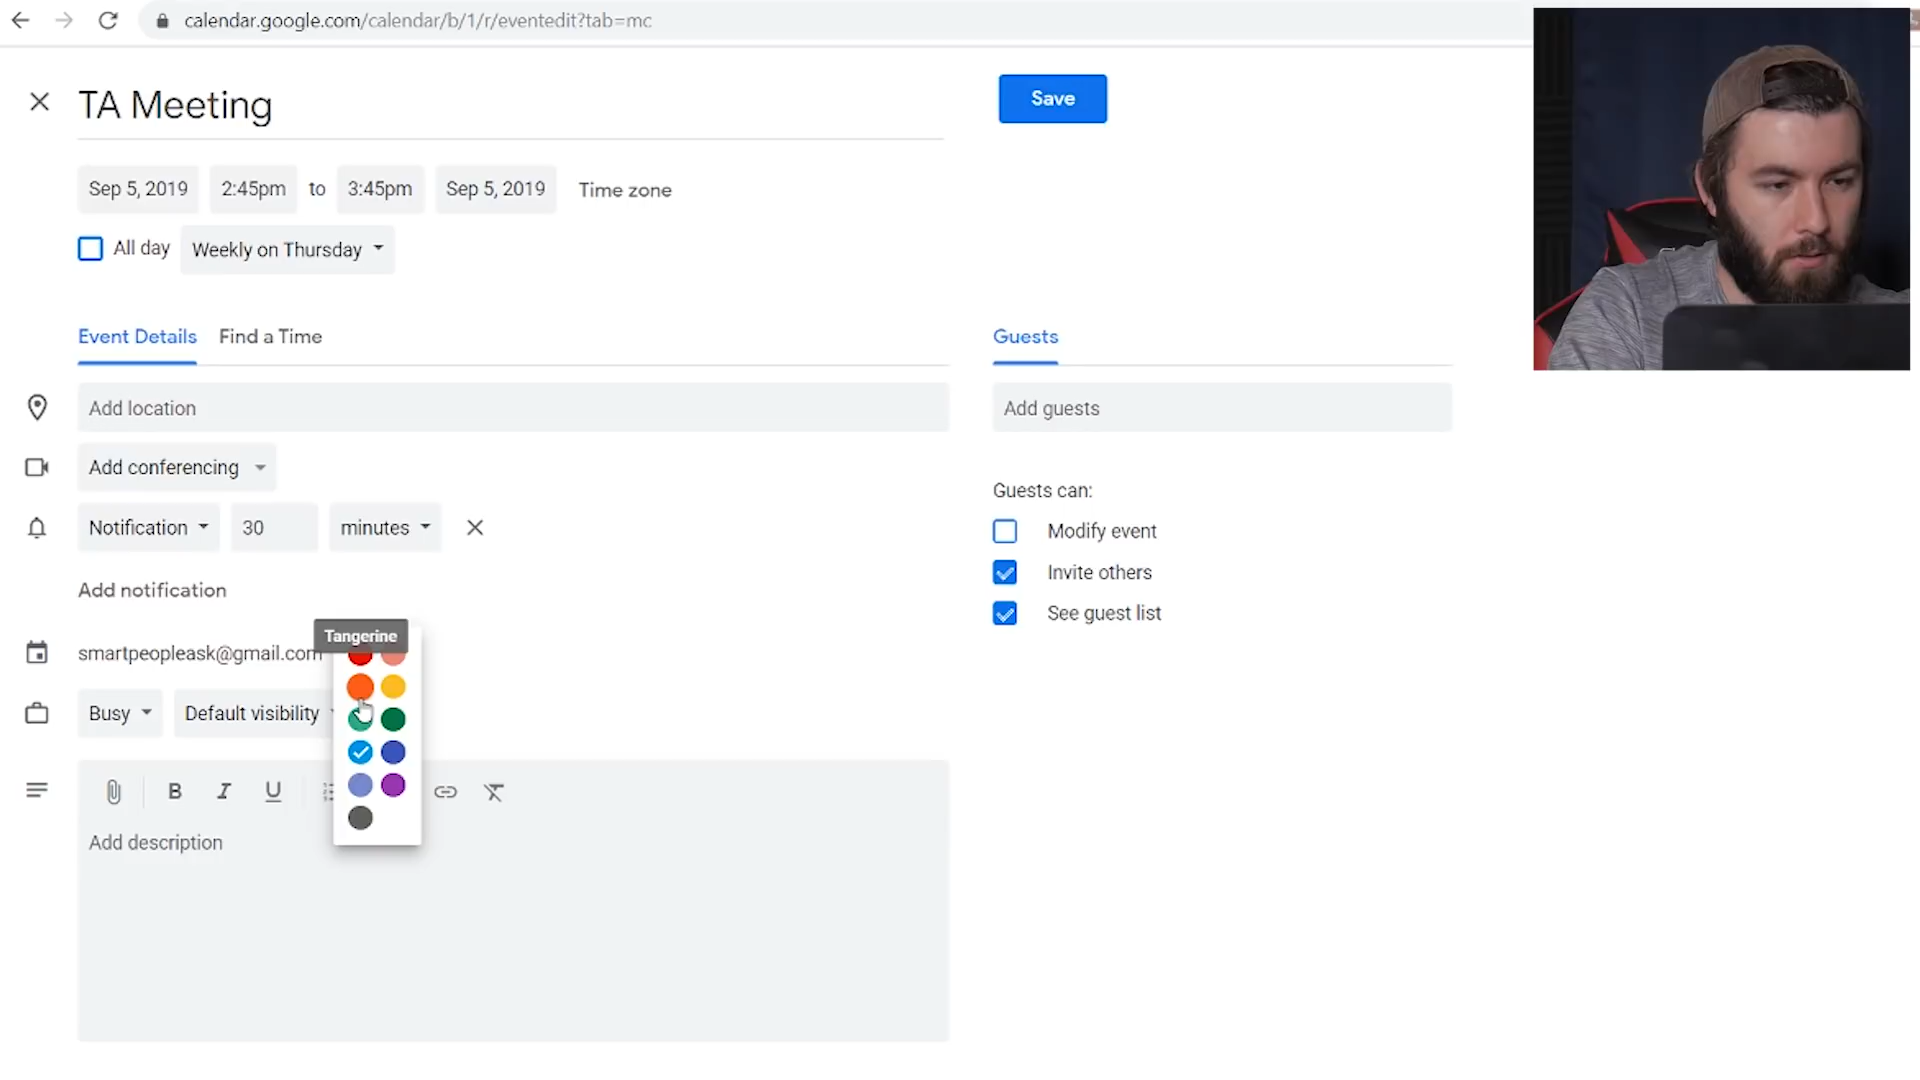 calendar.google.com/calendar/b/1/r/eventedit?tab=mc
TA Meeting
Save
Sep 5, 2019 2:45pm to 3:45pm Sep 5, 2019 Time zone
All day Weekly on Thursday
Event Details Find a Time
Guests
Add location
Add guests
Add conferencing
Notification 30 minutes
Add notification
Guests can:
Modify event
Invite others
See guest list
Tangerine
smartpeopleask@gmail.com
Busy Default visibility
B I U
Add description